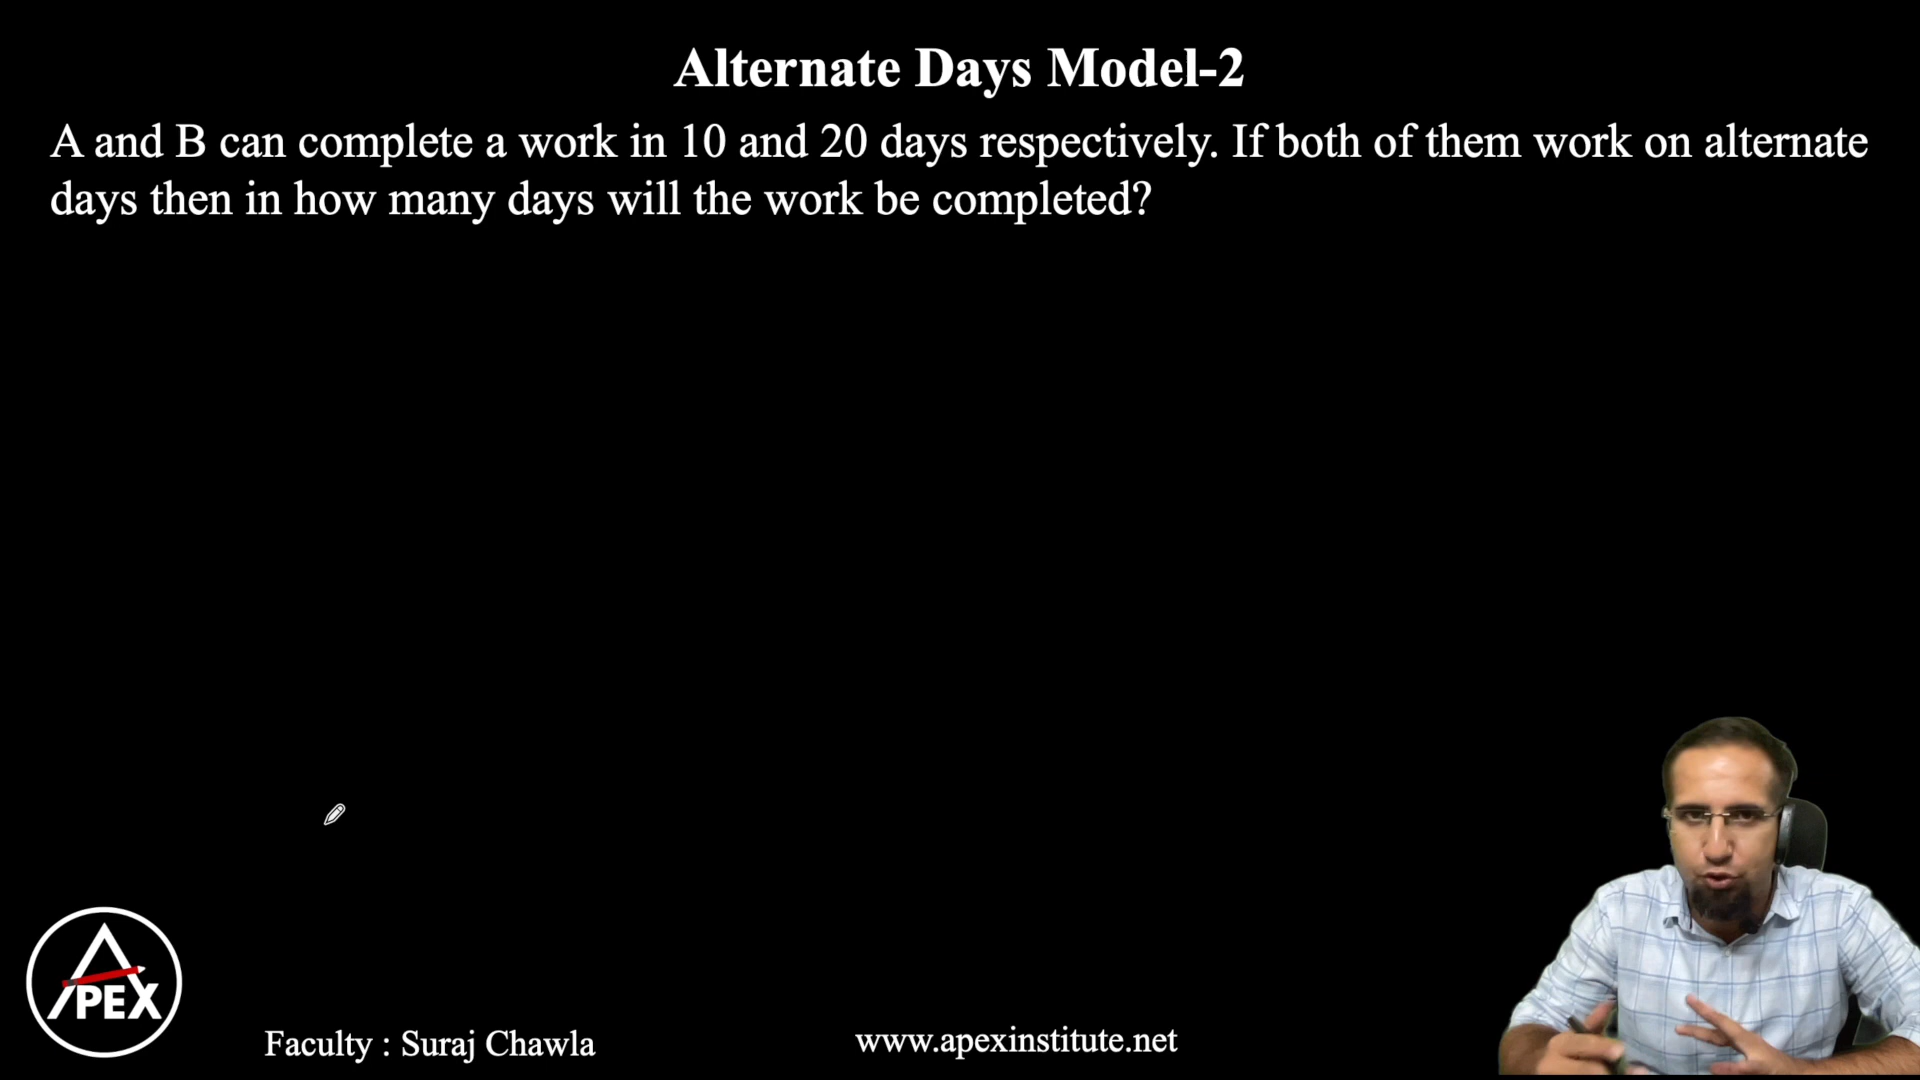 Alternate Days Model-2
A and B can complete a work in 10 and 20 days respectively. If both of them work on alternate
days then in how many days will the work be completed?
APEX
Faculty : Suraj Chawla
www.apexinstitute.net